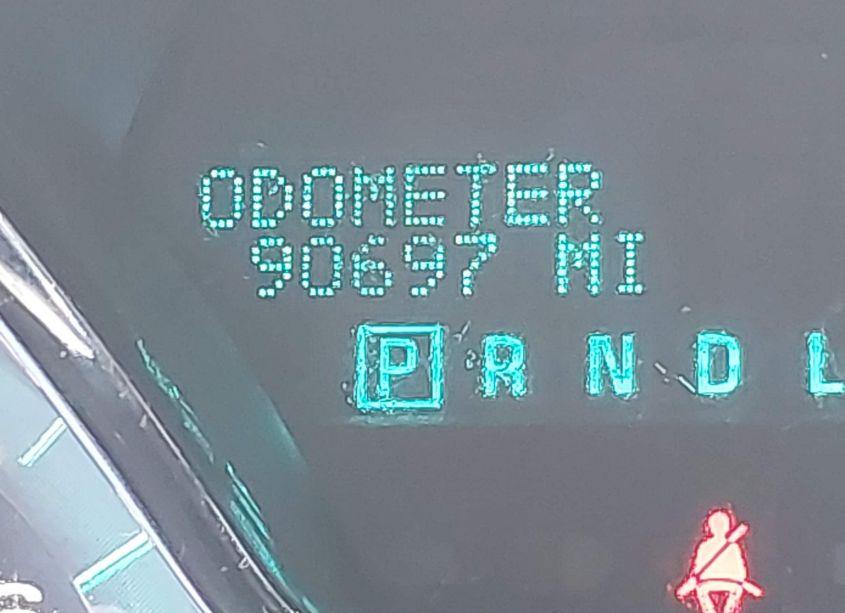 ODOMETER
90697 MI
P R N D L